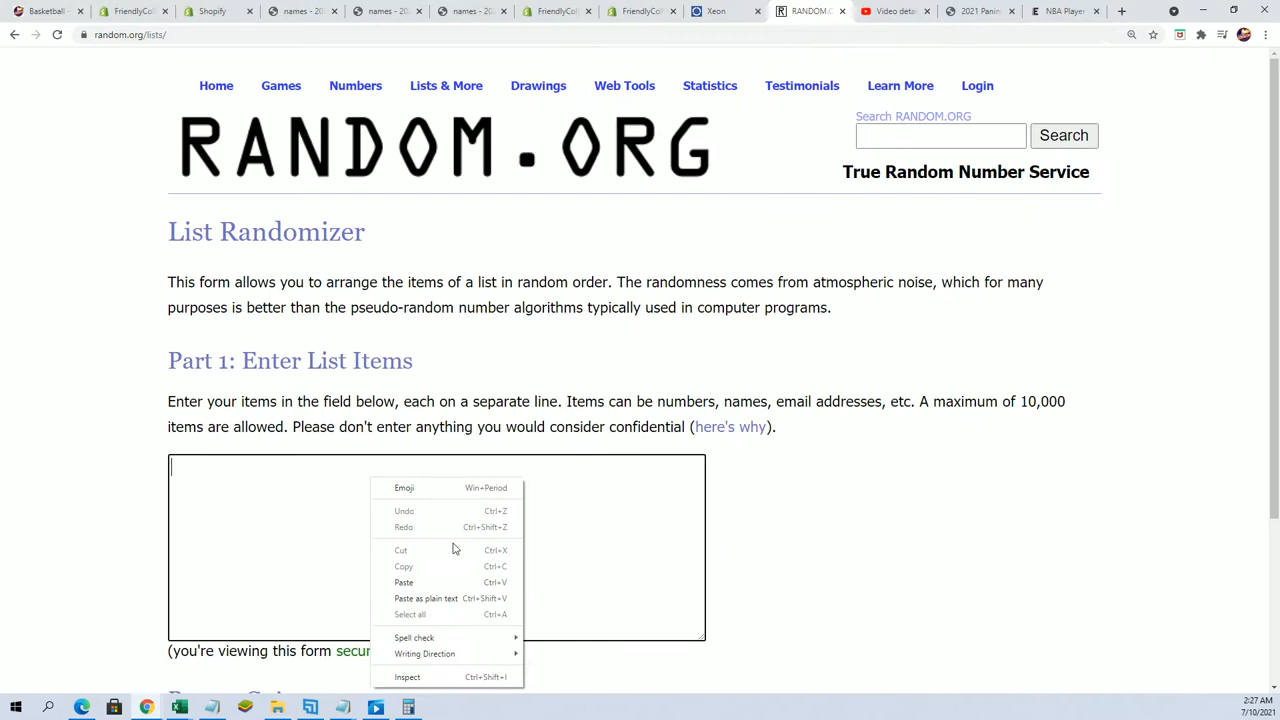 Basketball -
FriendlyCol
Shopify
names - 20
names - 20
names - 20
FriendlyCol
FriendlyCol
Xeon
RANDOM.O
Video deta
2021 Panin
NBA Player
random.org/lists/
Home Games Numbers Lists & More Drawings Web Tools Statistics Testimonials Learn More Login
RANDOM.ORG
Search RANDOM.ORG
Search
True Random Number Service
List Randomizer
This form allows you to arrange the items of a list in random order. The randomness comes from atmospheric noise, which for many
purposes is better than the pseudo-random number algorithms typically used in computer programs.
Part 1: Enter List Items
Enter your items in the field below, each on a separate line. Items can be numbers, names, email addresses, etc. A maximum of 10,000
items are allowed. Please don't enter anything you would consider confidential (here's why).
Emoji Win+Period
Undo Ctrl+Z
Redo Ctrl+Shift+Z
Cut Ctrl+X
Copy Ctrl+C
Paste Ctrl+V
Paste as plain text Ctrl+Shift+V
Select all Ctrl+A
Spell check
Writing Direction
Inspect Ctrl+Shift+I
(you're viewing this form secur
2:27 AM
7/10/2021